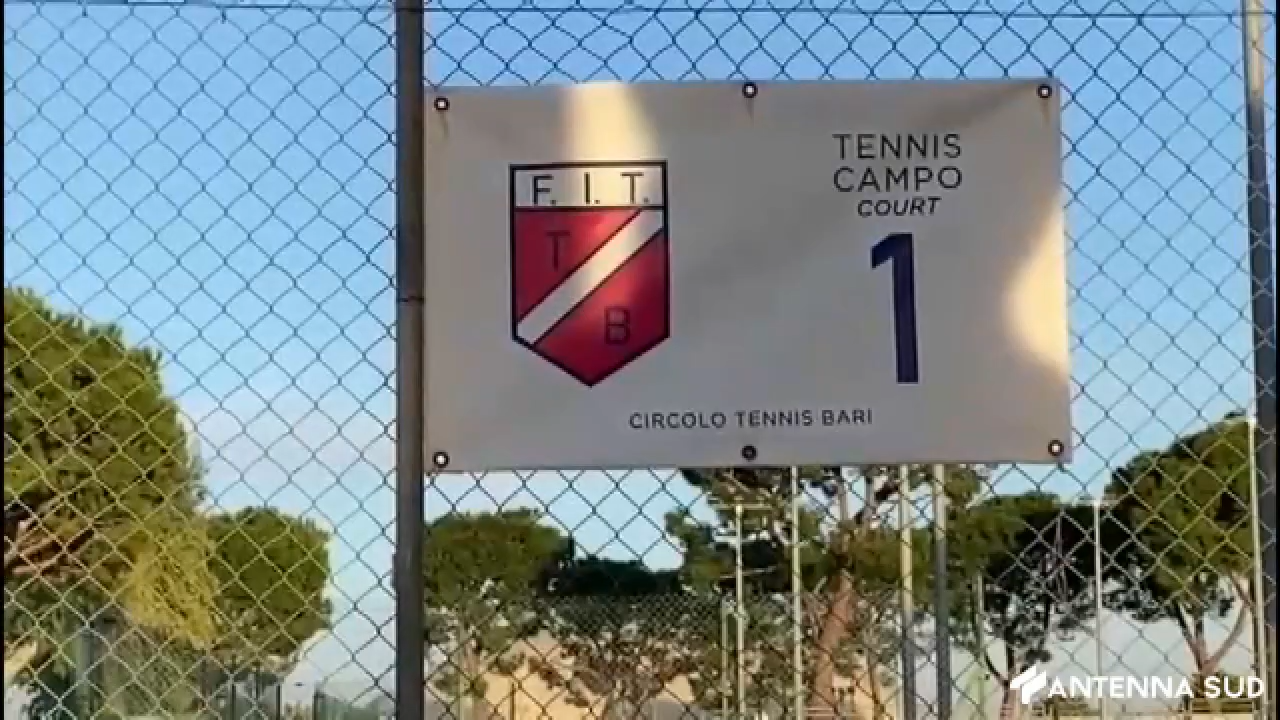 F. I. T.
T
B
TENNIS
CAMPO
COURT
1
CIRCOLO TENNIS BARI
ANTENNA SUD